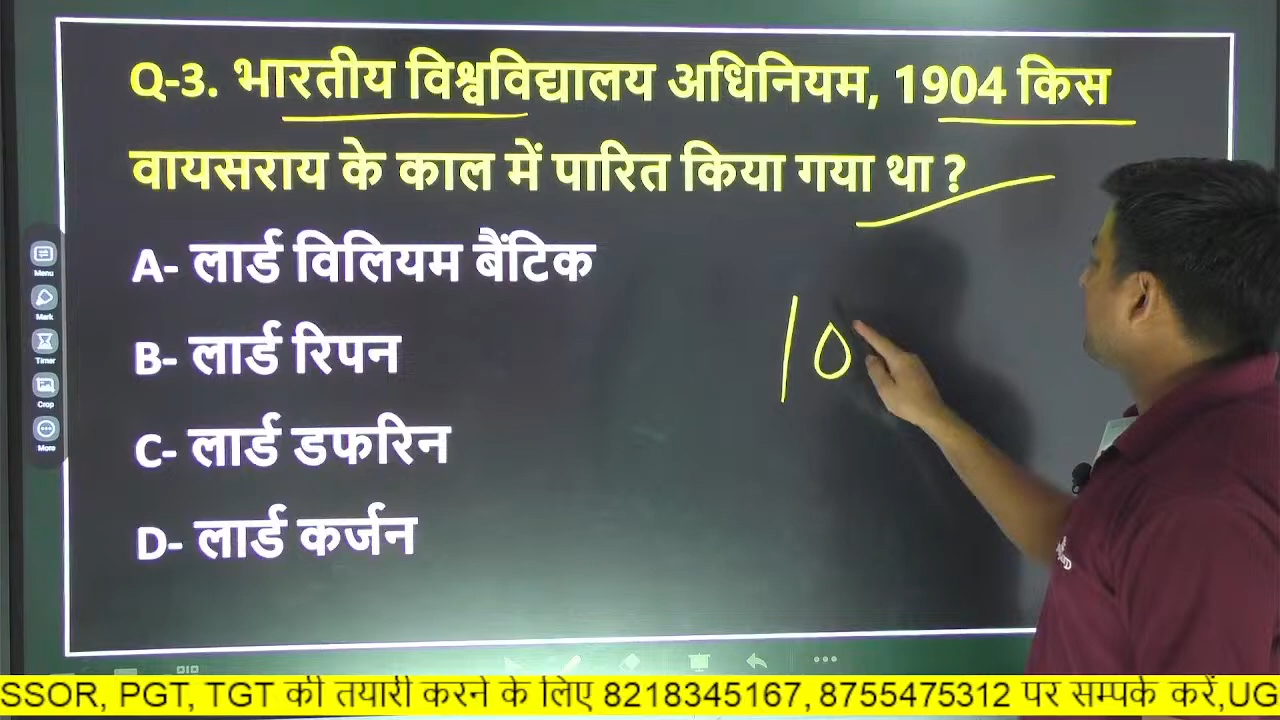 Q-3. भारतीय विश्वविद्यालय अधिनियम, 1904 किस
वायसराय के काल में पारित किया गया था ?
A- लार्ड विलियम बैंटिक
B- लार्ड रिपन
C- लार्ड डफरिन
D- लार्ड कर्जन
10
Menu
Mark
Timer
Crop
More
SSOR, PGT, TGT की तयारी करने के लिए 8218345167, 8755475312 पर सम्पर्क करें,UG